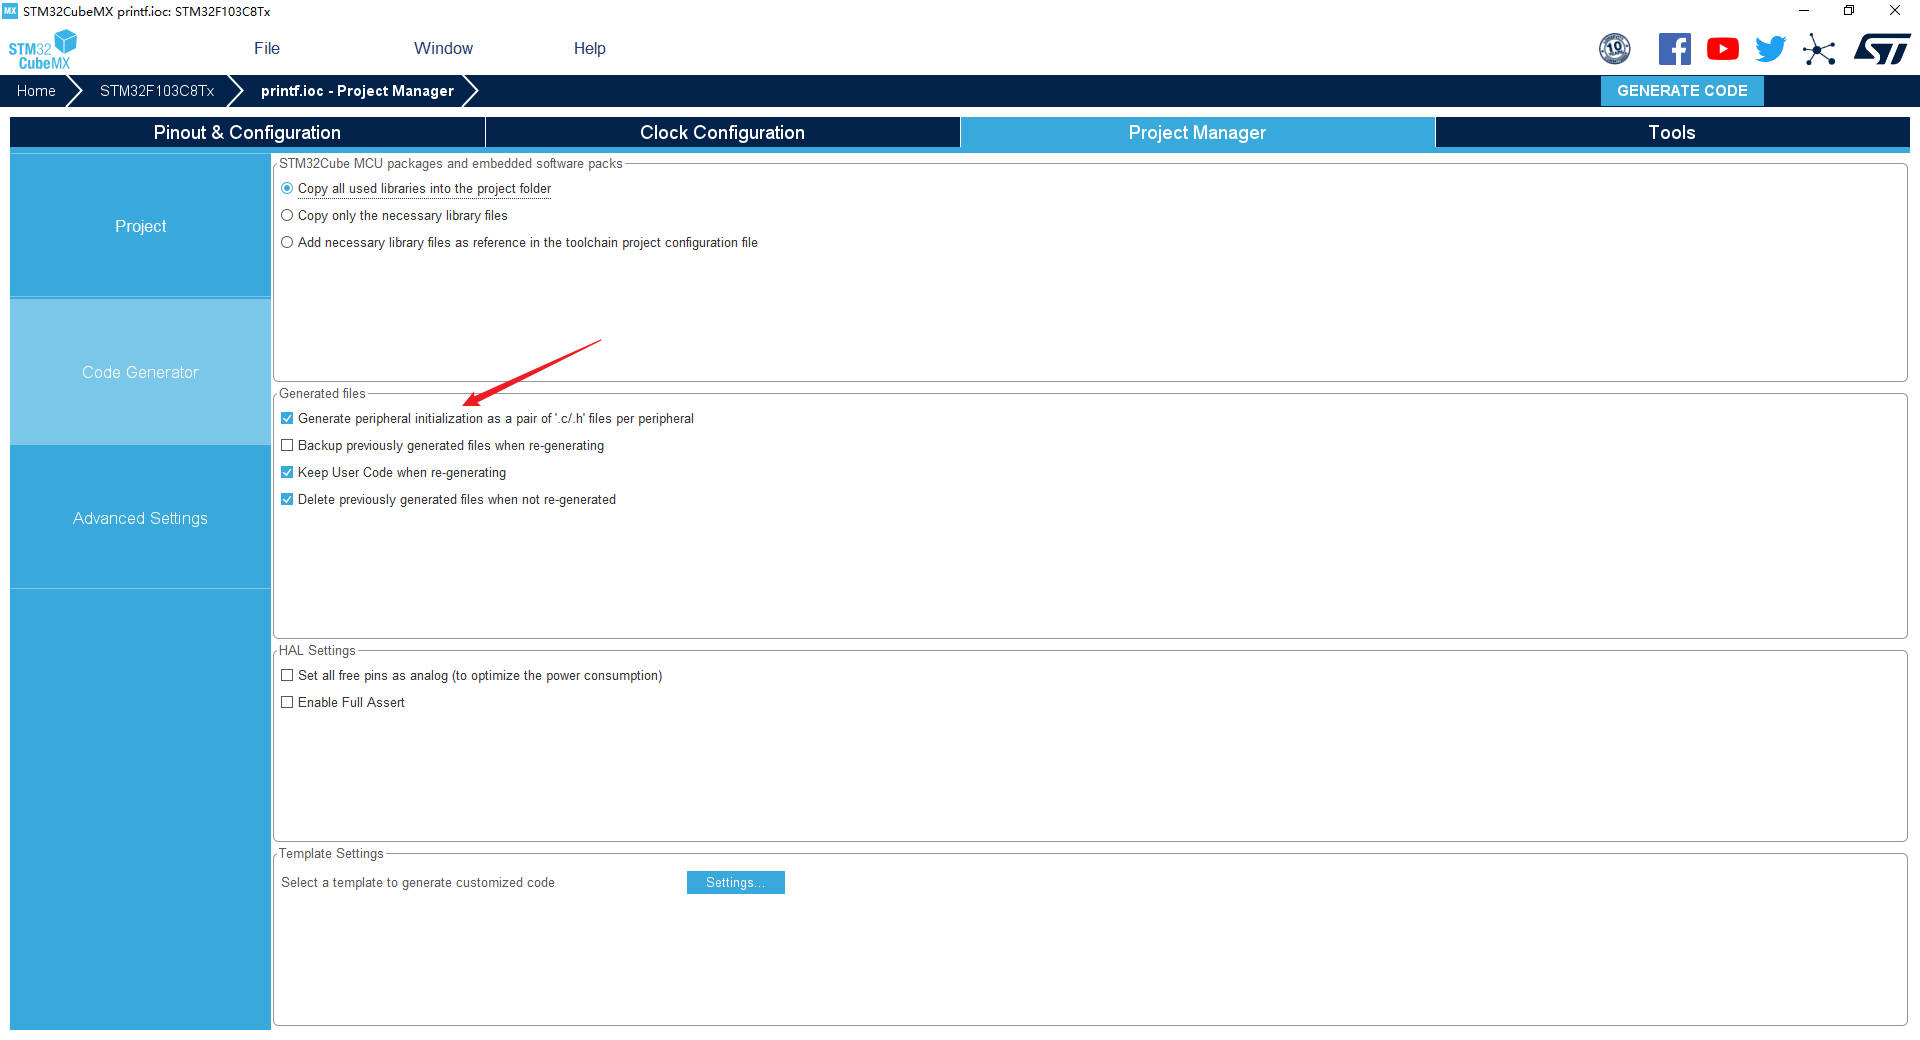 MX STM32CubeMX printf.ioc: STM32F103C8Tx
STM32
CubeMX
File
Window
Help
10
ST
Home
STM32F103C8Tx
printf.ioc - Project Manager
GENERATE CODE
Pinout & Configuration
Clock Configuration
Project Manager
Tools
Project
Code Generator
Advanced Settings
STM32Cube MCU packages and embedded software packs
Copy all used libraries into the project folder
Copy only the necessary library files
Add necessary library files as reference in the toolchain project configuration file
Generated files
Generate peripheral initialization as a pair of '.c/.h' files per peripheral
Backup previously generated files when re-generating
Keep User Code when re-generating
Delete previously generated files when not re-generated
HAL Settings
Set all free pins as analog (to optimize the power consumption)
Enable Full Assert
Template Settings
Select a template to generate customized code
Settings...